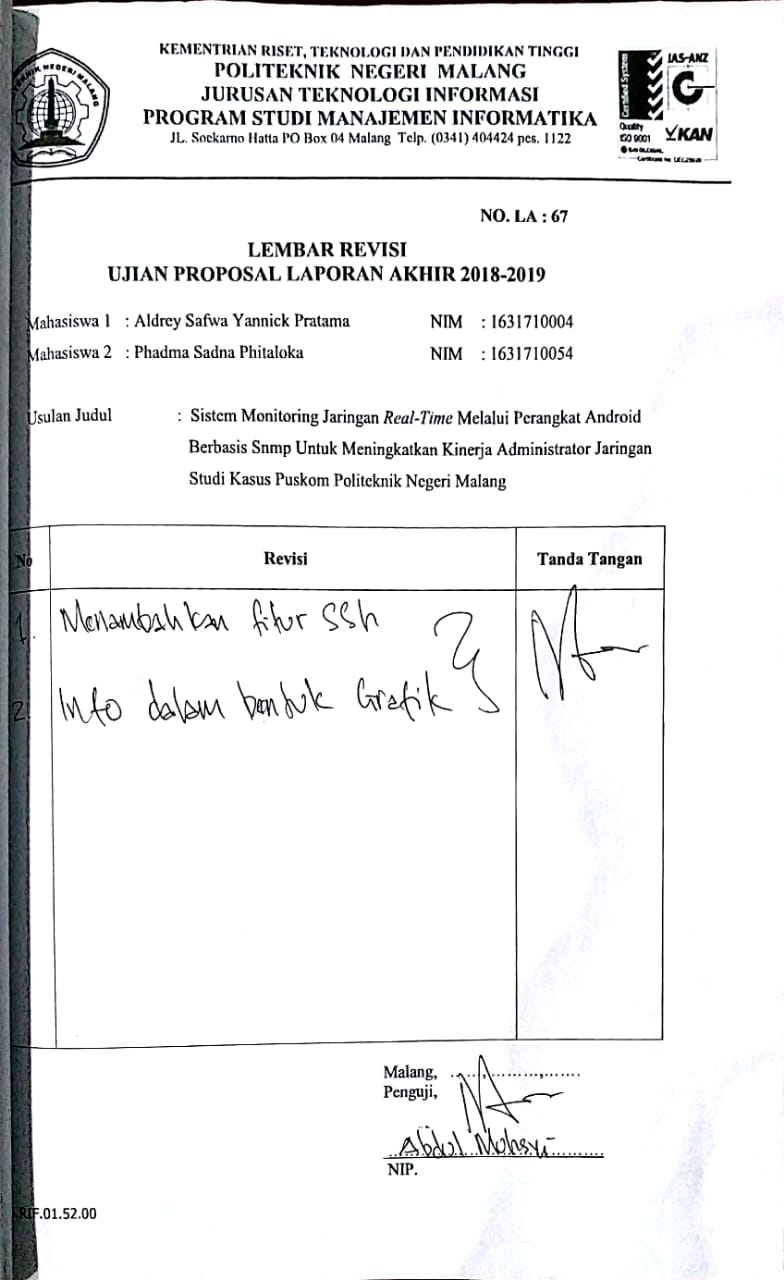 KEMENTRIAN RISET, TEKNOLOGI DAN PENDIDIKAN TINGGI
POLITEKNIK NEGERI MALANG
JURUSAN TEKNOLOGI INFORMASI
PROGRAM STUDI MANAJEMEN INFORMATIKA
JL. Soekarno Hatta PO Box 04 Malang Telp. (0341) 404424 pes. 1122
TEKNIK NEGERI MALANG
Certified System
JAS-ANZ
Quality
ISO 9001
KAN
NO. LA : 67
LEMBAR REVISI
UJIAN PROPOSAL LAPORAN AKHIR 2018-2019
Mahasiswa 1 : Aldrey Safwa Yannick Pratama NIM : 1631710004
Mahasiswa 2 : Phadma Sadna Phitaloka NIM : 1631710054
Usulan Judul : Sistem Monitoring Jaringan Real-Time Melalui Perangkat Android
Berbasis Snmp Untuk Meningkatkan Kinerja Administrator Jaringan
Studi Kasus Puskom Politeknik Negeri Malang
No Revisi Tanda Tangan
1. Menambahkan fitur SSh
2. Info dalam bentuk Grafik
Malang, ....,..........,.......
Penguji,
Abdul
NIP.
.01.52.00